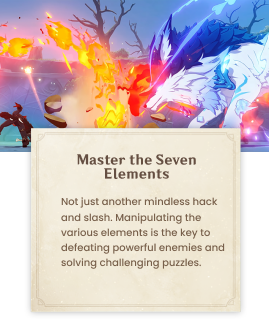 Master the Seven
Elements
Not just another mindless hack
and slash. Manipulating the
various elements is the key to
defeating powerful enemies and
solving challenging puzzles.